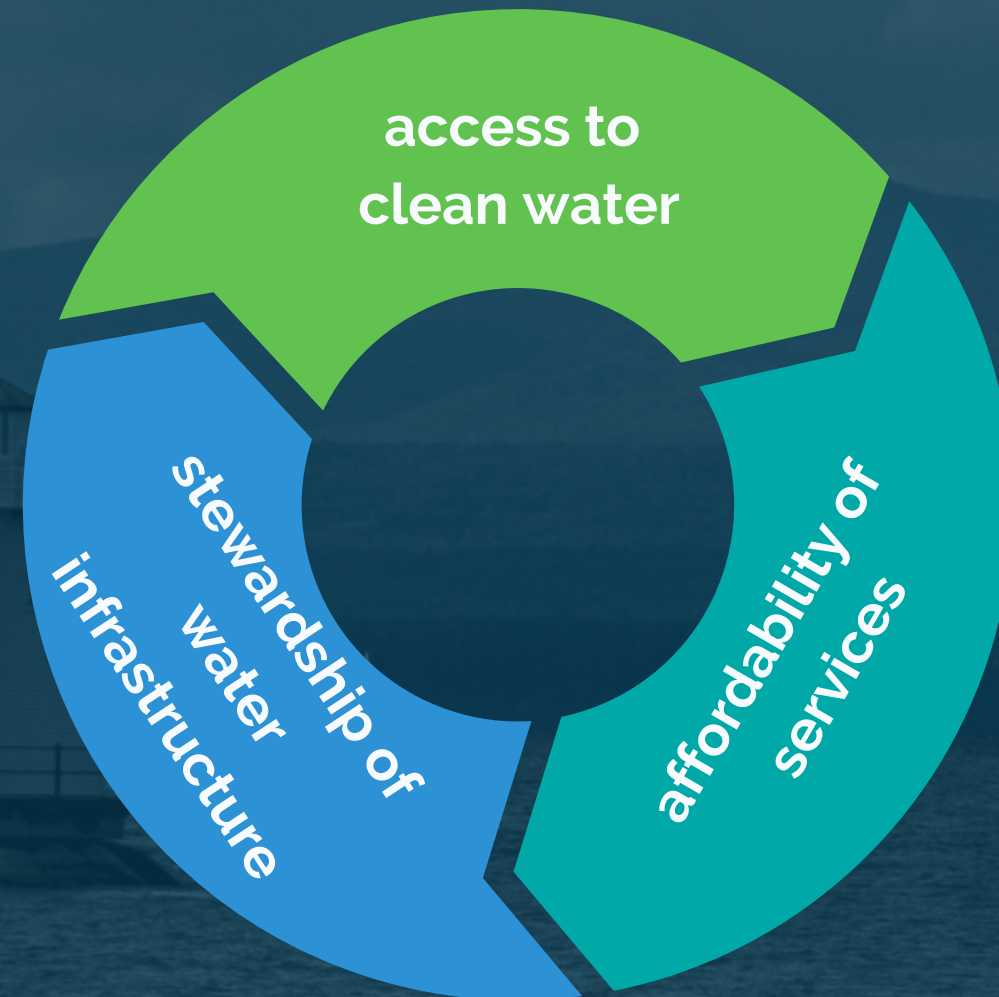 access to
clean water
affordability of
services
stewardship of
water
infrastructure